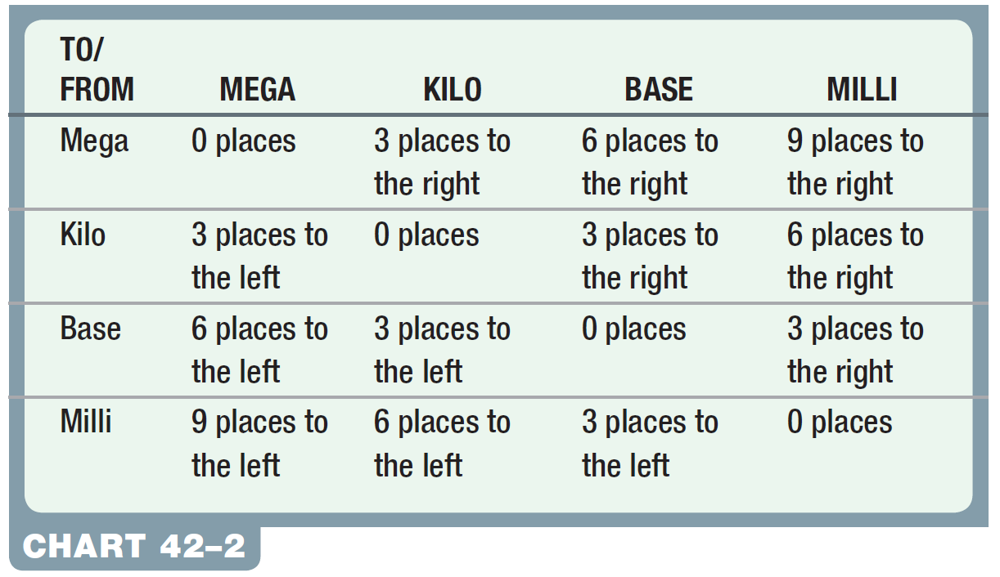 TO/
FROM MEGA KILO BASE MILLI
Mega 0 places 3 places to 6 places to 9 places to
the right the right the right
Kilo 3 places to 0 places 3 places to 6 places to
the left the right the right
Base 6 places to 3 places to 0 places 3 places to
the left the left the right
Milli 9 places to 6 places to 3 places to 0 places
the left the left the left
CHART 42–2